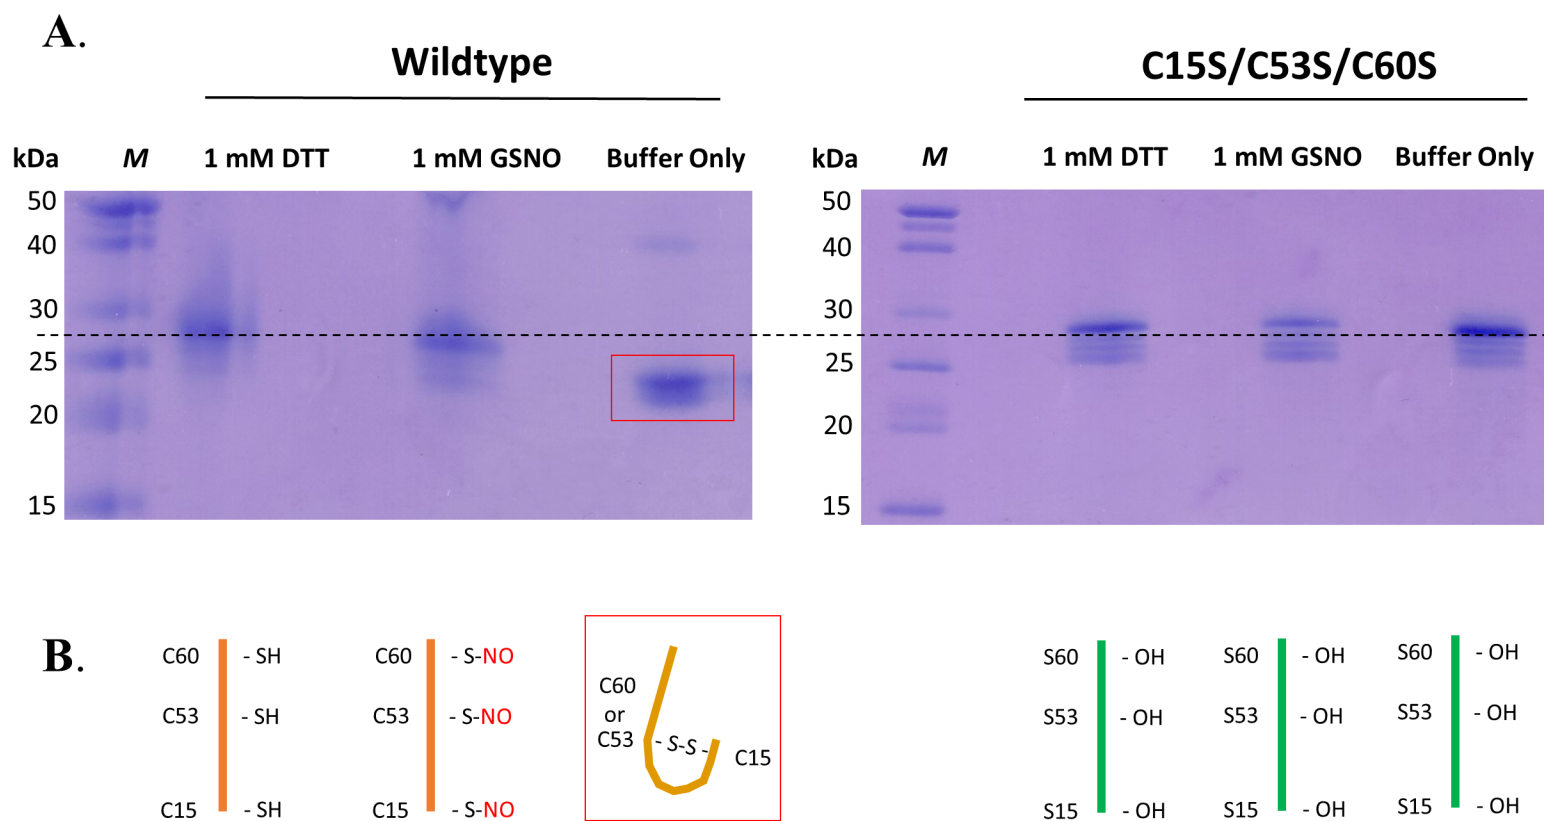 A.
Wildtype
C15S/C53S/C60S
kDa M 1 mM DTT 1 mM GSNO Buffer Only
kDa M 1 mM DTT 1 mM GSNO Buffer Only
50
40
30
25
20
15
50
40
30
25
20
15
B.
C60 - SH
C53 - SH
C15 - SH
C60 - S-NO
C53 - S-NO
C15 - S-NO
C60
or
C53 - S-S - C15
S60 - OH
S53 - OH
S15 - OH
S60 - OH
S53 - OH
S15 - OH
S60 - OH
S53 - OH
S15 - OH